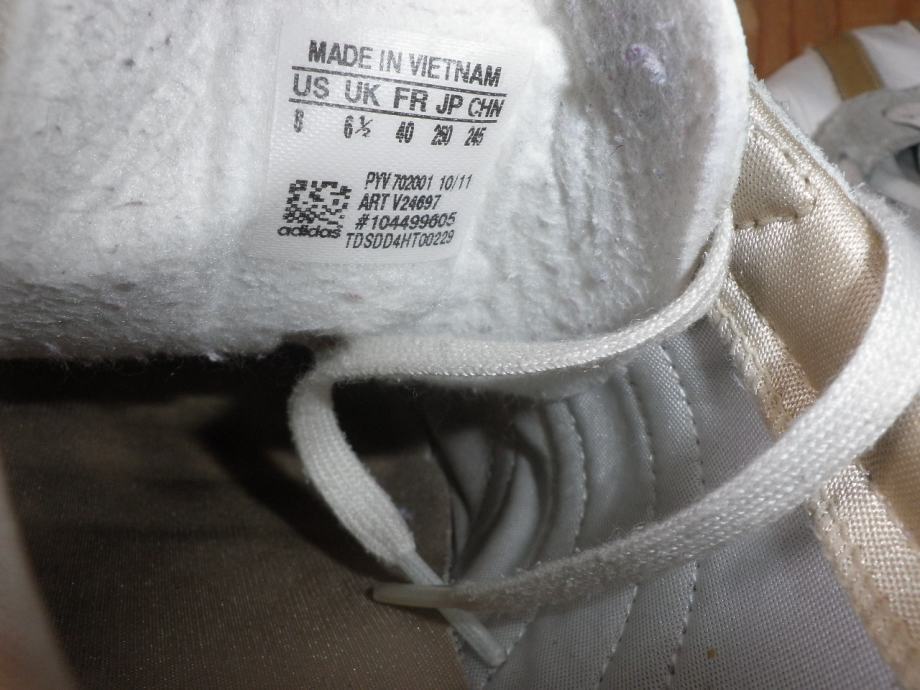 MADE IN VIETNAM
US UK FR JP CHN
8 6½ 40 250 245
PYV 702001 10/11
ART V24697
#104499605
adidas TDSDD4HT00229